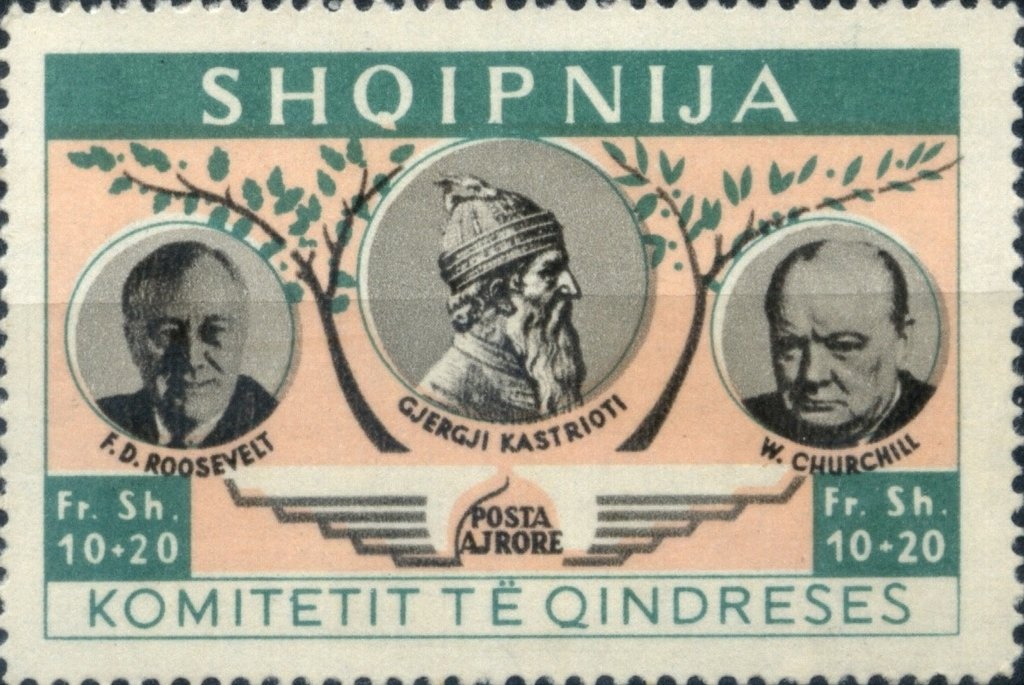 SHQIPNIJA
GJERGJI KASTRIOTI
F. D. ROOSEVELT
W. CHURCHILL
Fr. Sh.
10+20
POSTA
AJRORE
Fr. Sh.
10+20
KOMITETIT TË QINDRESES